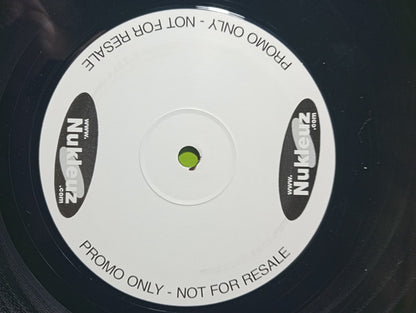 PROMO ONLY - NOT FOR RESALE
www.
Nukleuz
.com
www.
Nukleuz
.com
PROMO ONLY - NOT FOR RESALE